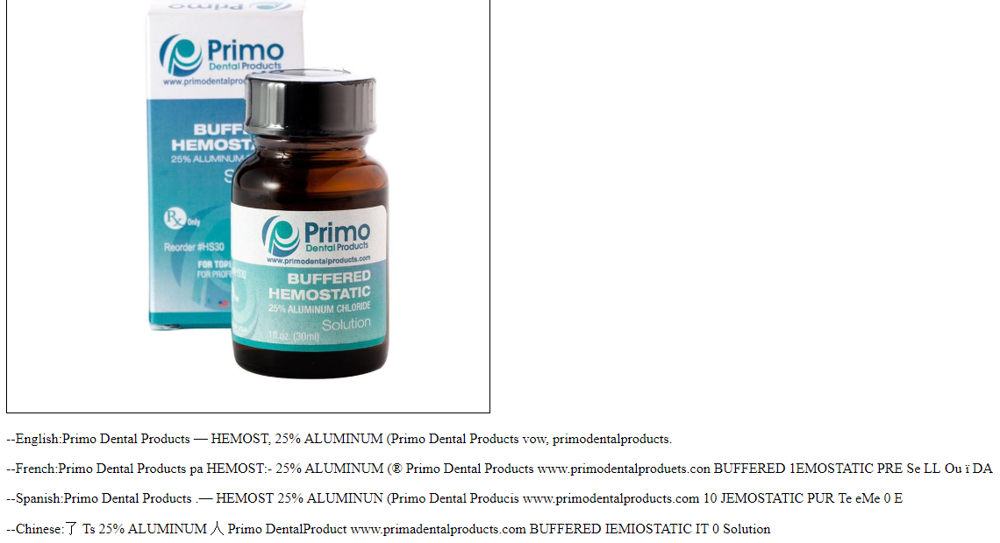 Primo
Primo
Dental Products
www.primodentalpro
BUFF
HEMOST
25% ALUMINUM
S
Rx Only
Reorder #HS30
FOR TOPI
FOR PROF
Primo
Dental Products
www.primodentalproducts.com
BUFFERED
HEMOSTATIC
25% ALUMINUM CHLORIDE
Solution
1fl.oz. (30ml)
--English:Primo Dental Products — HEMOST, 25% ALUMINUM (Primo Dental Products vow, primodentalproducts.
--French:Primo Dental Products pa HEMOST:- 25% ALUMINUM (® Primo Dental Products www.primodentalproduets.con BUFFERED 1EMOSTATIC PRE Se LL Ou ï DA
--Spanish:Primo Dental Products .— HEMOST 25% ALUMINUN (Primo Dental Producis www.primodentalproducts.com 10 JEMOSTATIC PUR Te eMe 0 E
--Chinese:了 Ts 25% ALUMINUM 人 Primo DentalProduct www.primadentalproducts.com BUFFERED IEMIOSTATIC IT 0 Solution